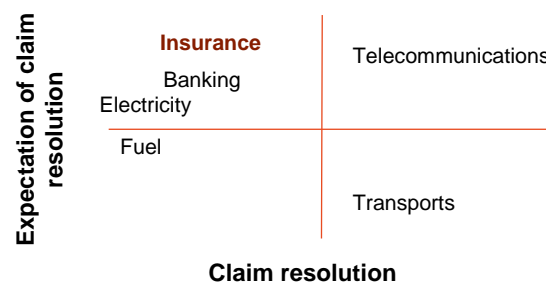 Expectation of claim
resolution
Insurance
Telecommunications
Banking
Electricity
Fuel
Transports
Claim resolution